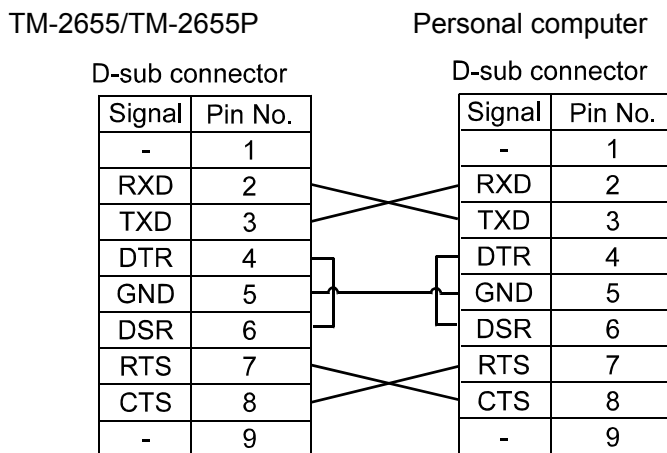 TM-2655/TM-2655P Personal computer
D-sub connector D-sub connector
Signal Pin No. Signal Pin No.
- 1 - 1
RXD 2 RXD 2
TXD 3 TXD 3
DTR 4 DTR 4
GND 5 GND 5
DSR 6 DSR 6
RTS 7 RTS 7
CTS 8 CTS 8
- 9 - 9